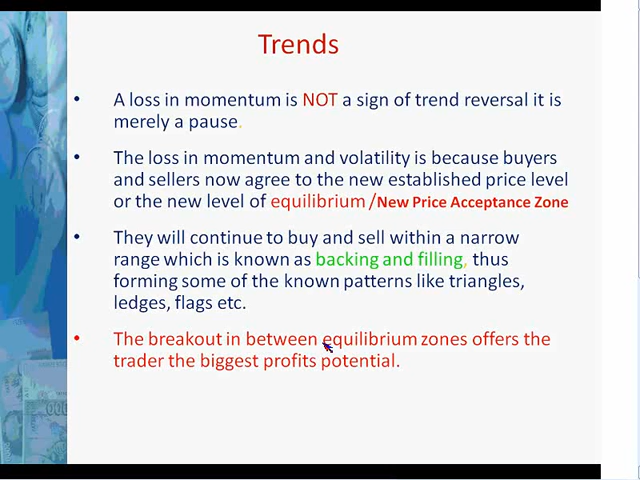 Trends
• A loss in momentum is NOT a sign of trend reversal it is
merely a pause.
• The loss in momentum and volatility is because buyers
and sellers now agree to the new established price level
or the new level of equilibrium /New Price Acceptance Zone
• They will continue to buy and sell within a narrow
range which is known as backing and filling, thus
forming some of the known patterns like triangles,
ledges, flags etc.
• The breakout in between equilibrium zones offers the
trader the biggest profits potential.